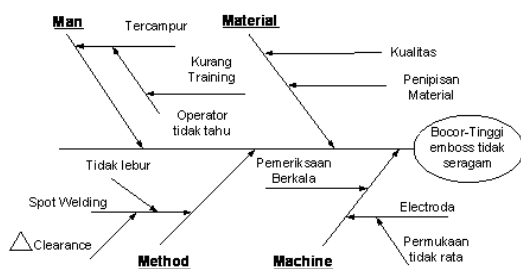 Man
Material
Tercampur
Kualitas
Kurang
Training
Penipisan
Material
Operator
tidak tahu
Bocor-Tinggi
emboss tidak
seragam
Tidak lebur
Pemeriksaan
Berkala
Spot Welding
Electroda
Clearance
Permukaan
tidak rata
Method
Machine